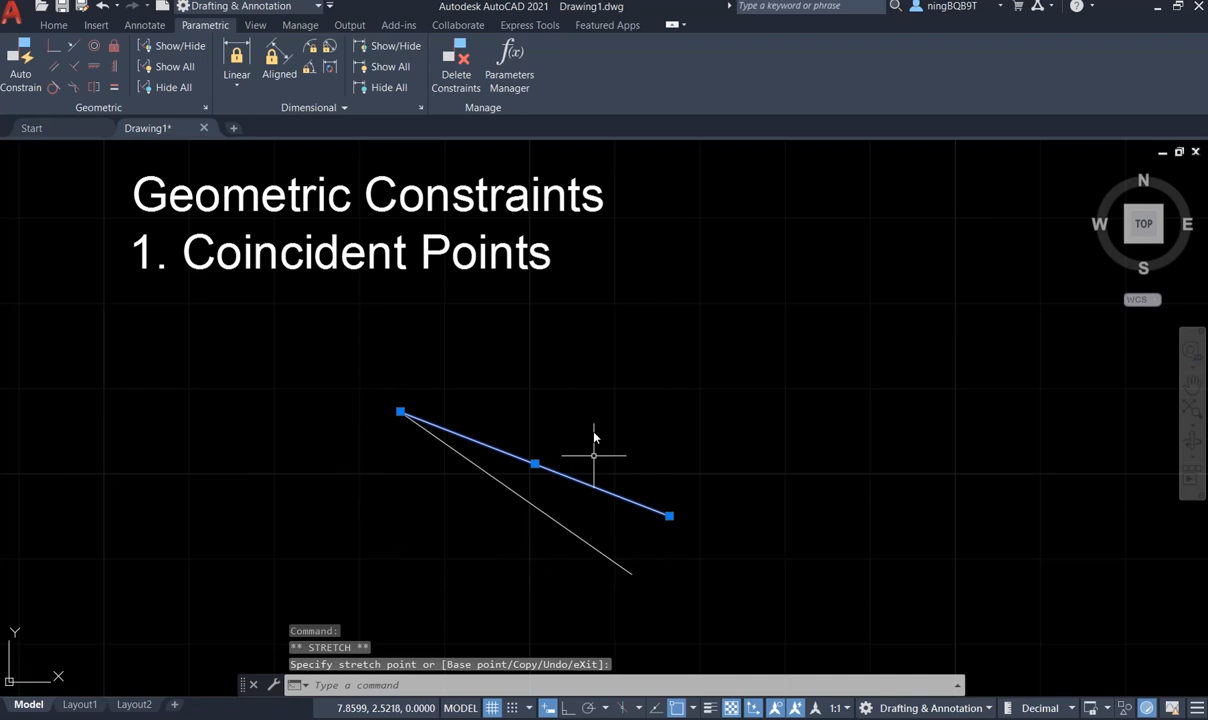 Drafting & Annotation
Autodesk AutoCAD 2021 Drawing1.dwg
Type a keyword or phrase
ningBQB9T
Home Insert Annotate Parametric View Manage Output Add-ins Collaborate Express Tools Featured Apps
Auto
Constrain
Show/Hide
Show All
Hide All
Linear
Aligned
Show/Hide
Show All
Hide All
f(x)
Delete
Constraints
Parameters
Manager
Geometric
Dimensional
Manage
Start
Drawing1*
Geometric Constraints
1. Coincident Points
N
W
TOP
E
S
WCS
Command:
** STRETCH **
Specify stretch point or [Base point/Copy/Undo/eXit]:
Type a command
Y
X
Model Layout1 Layout2
7.8599, 2.5218, 0.0000 MODEL
1:1
Drafting & Annotation
Decimal